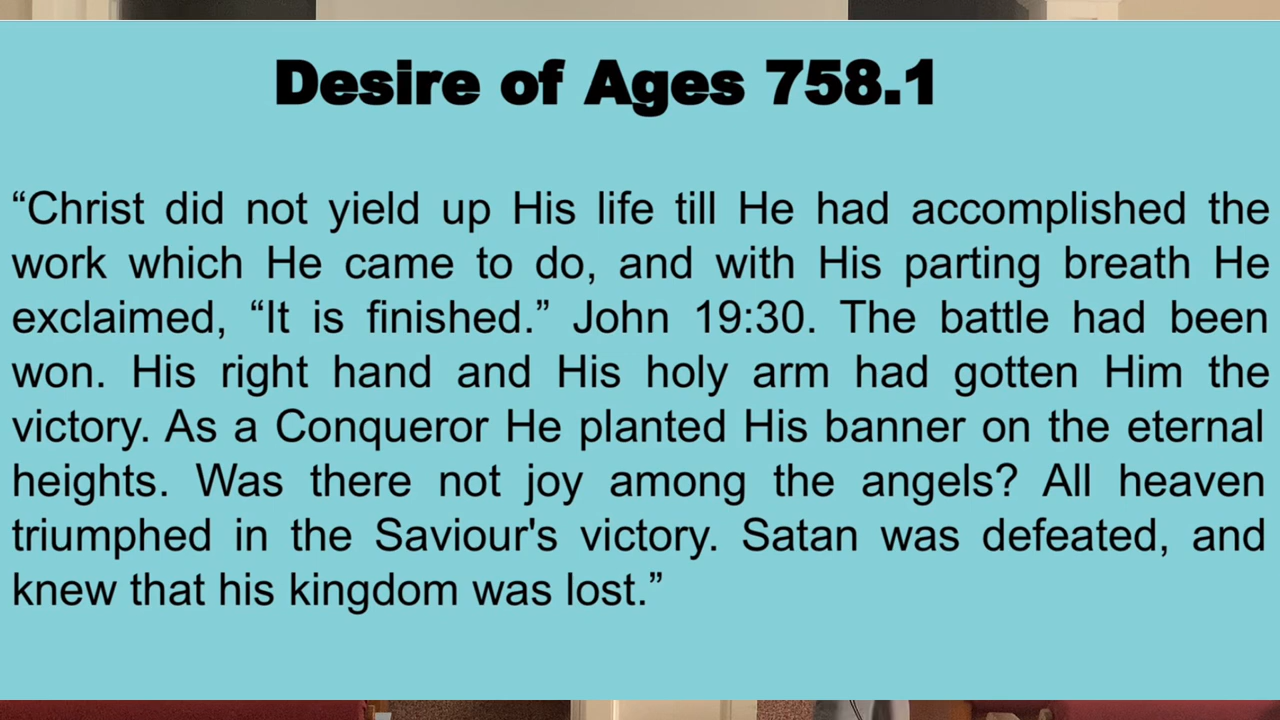 Desire of Ages 758.1
“Christ did not yield up His life till He had accomplished the
work which He came to do, and with His parting breath He
exclaimed, “It is finished.” John 19:30. The battle had been
won. His right hand and His holy arm had gotten Him the
victory. As a Conqueror He planted His banner on the eternal
heights. Was there not joy among the angels? All heaven
triumphed in the Saviour's victory. Satan was defeated, and
knew that his kingdom was lost.”